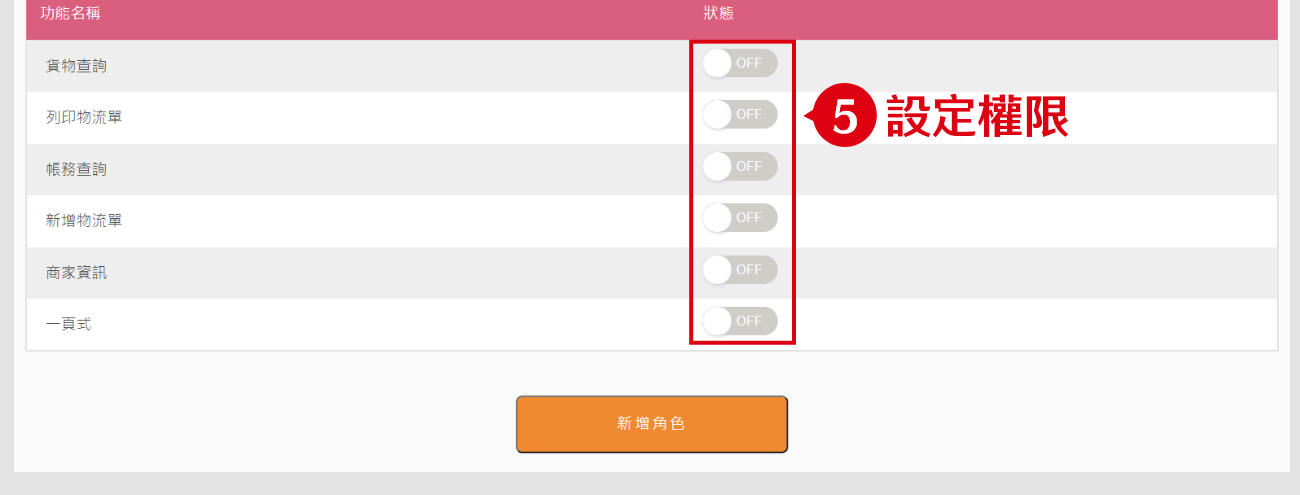 功能名稱 狀態
貨物查詢 OFF
列印物流單 OFF
5 設定權限
帳務查詢 OFF
新增物流單 OFF
商家資訊 OFF
一頁式 OFF
新增角色